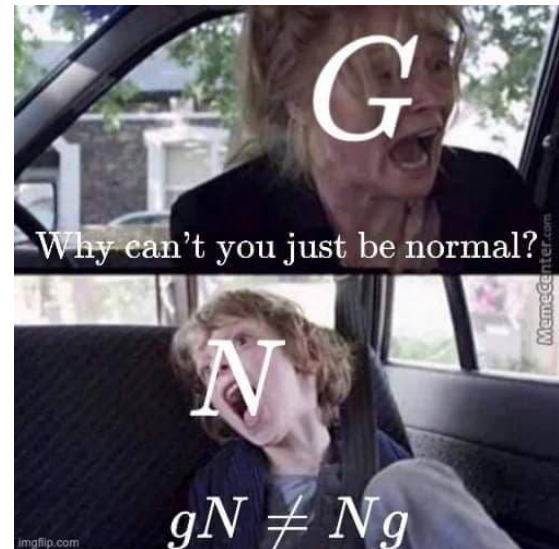 G
Why can't you just be normal?
MemeCenter.com
N
gN ≠ Ng
imgflip.com